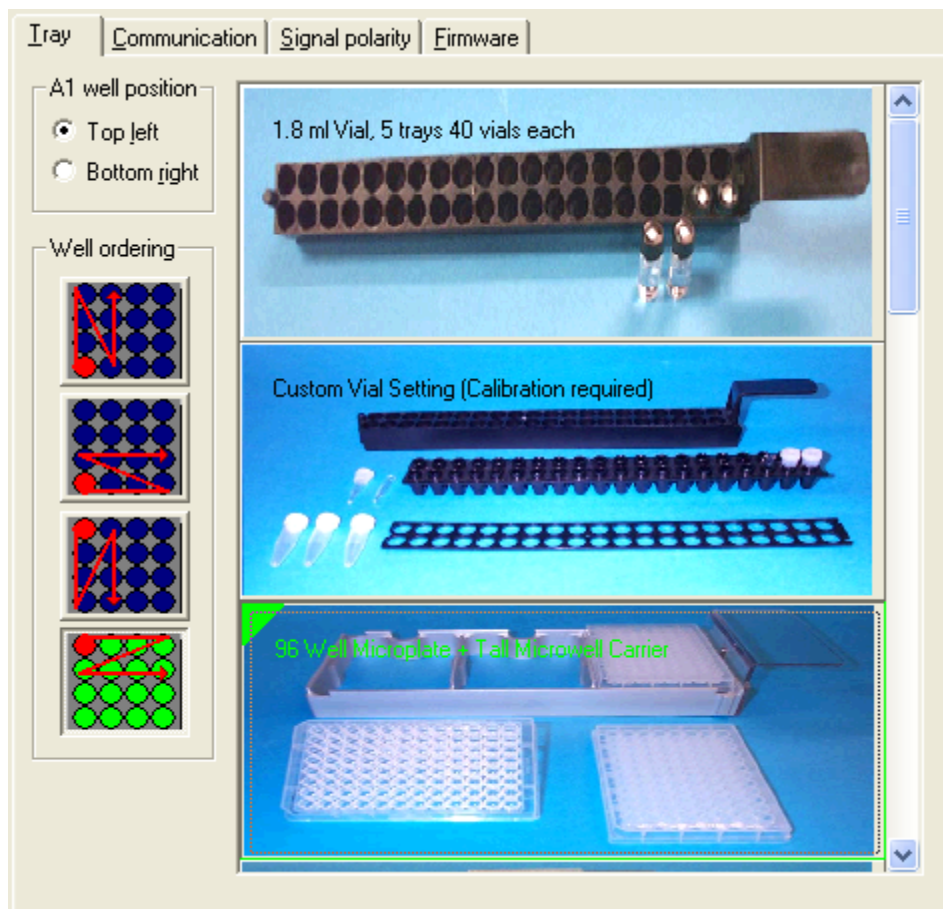 Tray Communication Signal polarity Firmware
A1 well position
Top left
Bottom right
Well ordering
1.8 ml Vial, 5 trays 40 vials each
Custom Vial Setting (Calibration required)
96 Well Microplate + Tall Microwell Carrier